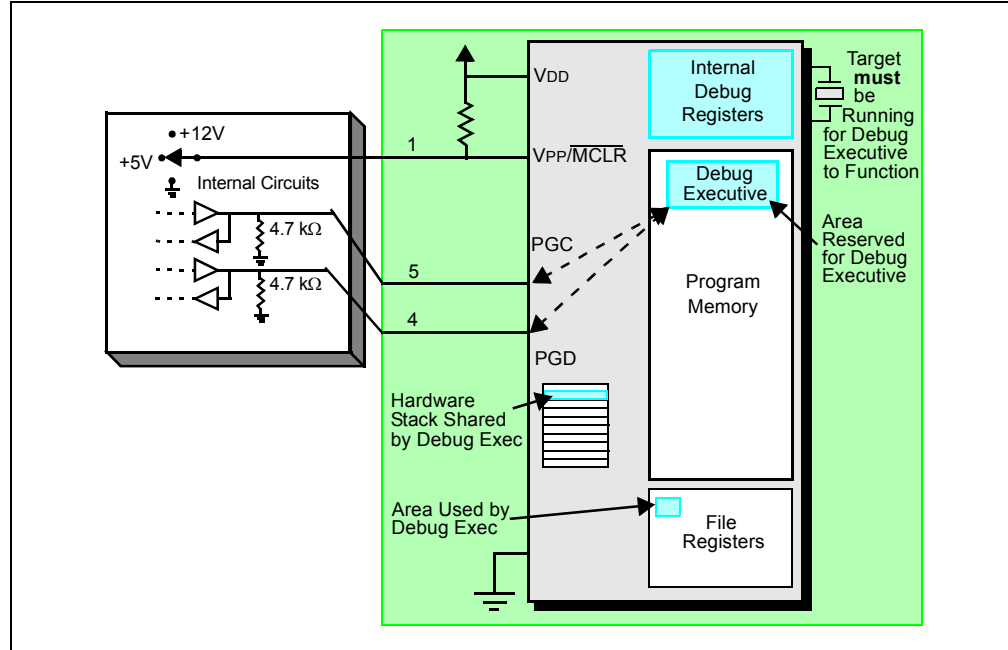 +12V
+5V
Internal Circuits
4.7 kΩ
4.7 kΩ
1
5
4
VDD
VPP/MCLR
PGC
PGD
Internal
Debug
Registers
Target
must
be
Running
for Debug
Executive
to Function
Debug
Executive
Area
Reserved
for Debug
Executive
Program
Memory
Hardware
Stack Shared
by Debug Exec
Area Used by
Debug Exec
File
Registers